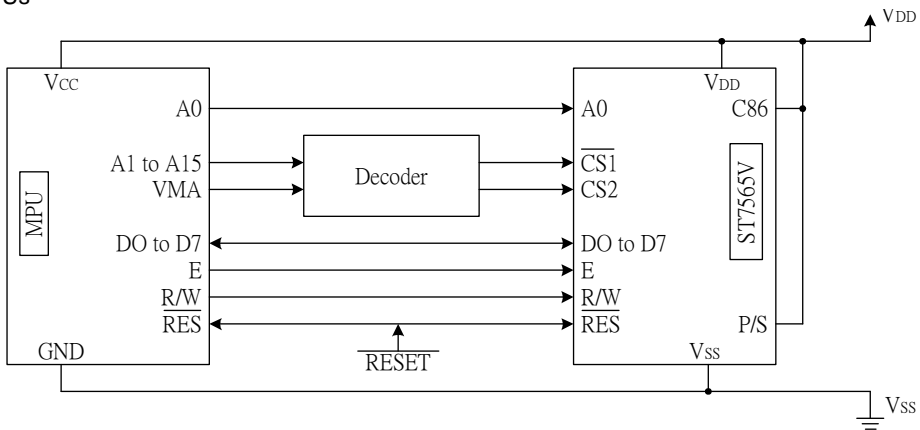 VDD
VCC
VDD
A0
A0
C86
A1 to A15
Decoder
CS1
VMA
CS2
MPU
ST7565V
DO to D7
DO to D7
E
E
R/W
R/W
RES
RES
P/S
RESET
GND
VSS
VSS